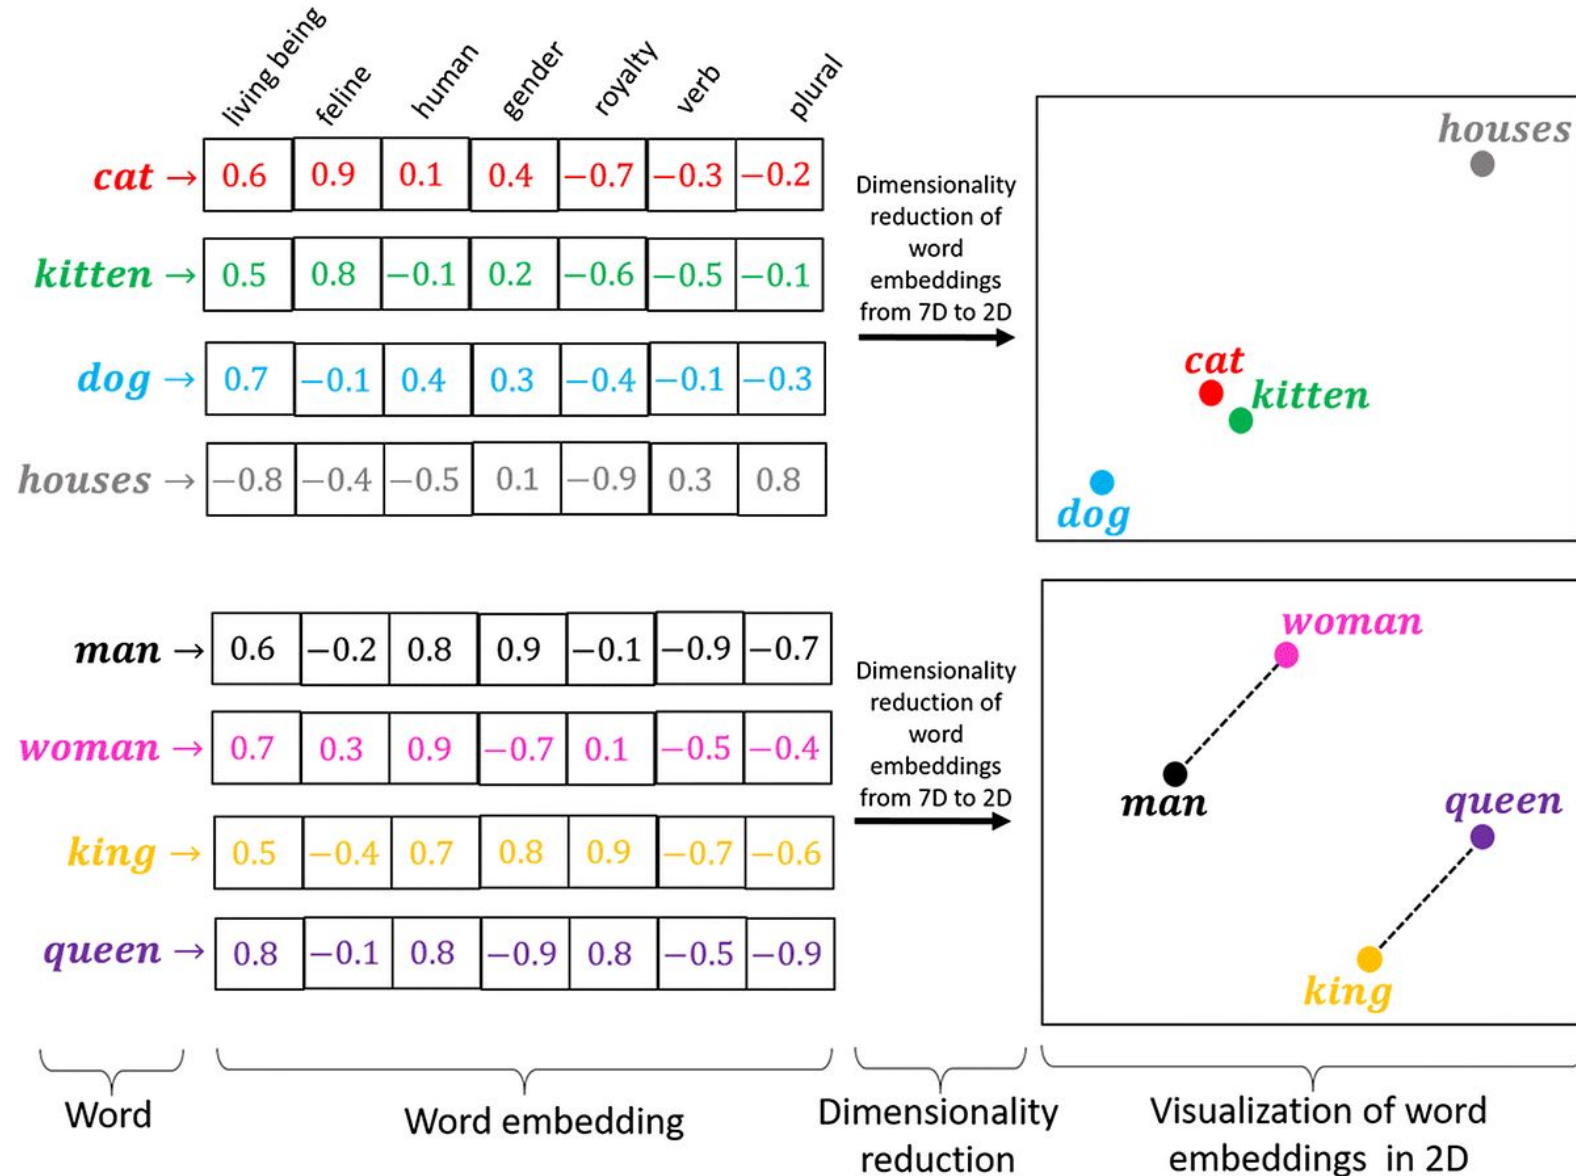 living being feline human gender royalty verb plural
cat → 0.6 0.9 0.1 0.4 −0.7 −0.3 −0.2
kitten → 0.5 0.8 −0.1 0.2 −0.6 −0.5 −0.1
dog → 0.7 −0.1 0.4 0.3 −0.4 −0.1 −0.3
houses → −0.8 −0.4 −0.5 0.1 −0.9 0.3 0.8
Dimensionality
reduction of
word
embeddings
from 7D to 2D
houses
cat
kitten
dog
man → 0.6 −0.2 0.8 0.9 −0.1 −0.9 −0.7
woman → 0.7 0.3 0.9 −0.7 0.1 −0.5 −0.4
king → 0.5 −0.4 0.7 0.8 0.9 −0.7 −0.6
queen → 0.8 −0.1 0.8 −0.9 0.8 −0.5 −0.9
Dimensionality
reduction of
word
embeddings
from 7D to 2D
woman
man
queen
king
Word
Word embedding
Dimensionality
reduction
Visualization of word
embeddings in 2D